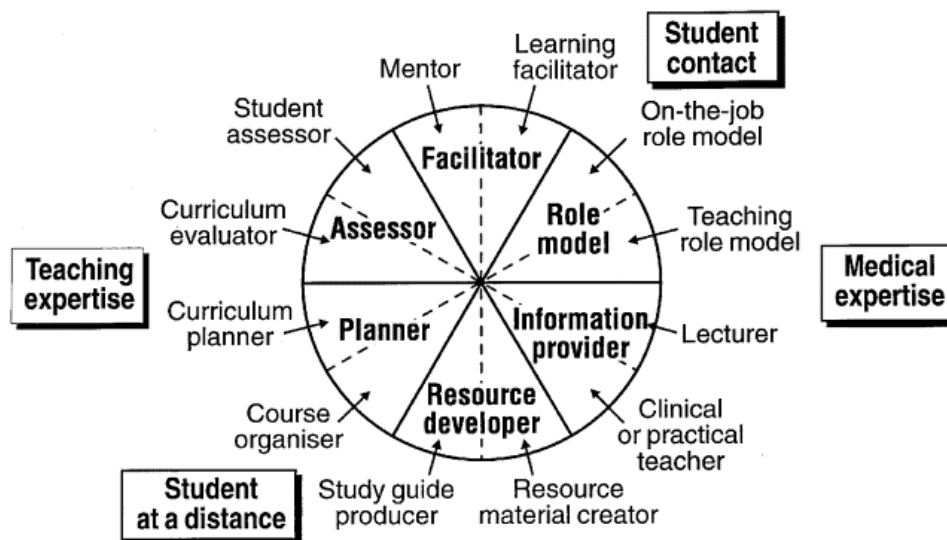 Student
contact
Learning
facilitator
Mentor
On-the-job
role model
Student
assessor
Facilitator
Role
model
Teaching
role model
Curriculum
evaluator
Assessor
Teaching
expertise
Medical
expertise
Curriculum
planner
Planner
Information
provider
Lecturer
Resource
developer
Course
organiser
Clinical
or practical
teacher
Student
at a distance
Study guide
producer
Resource
material creator